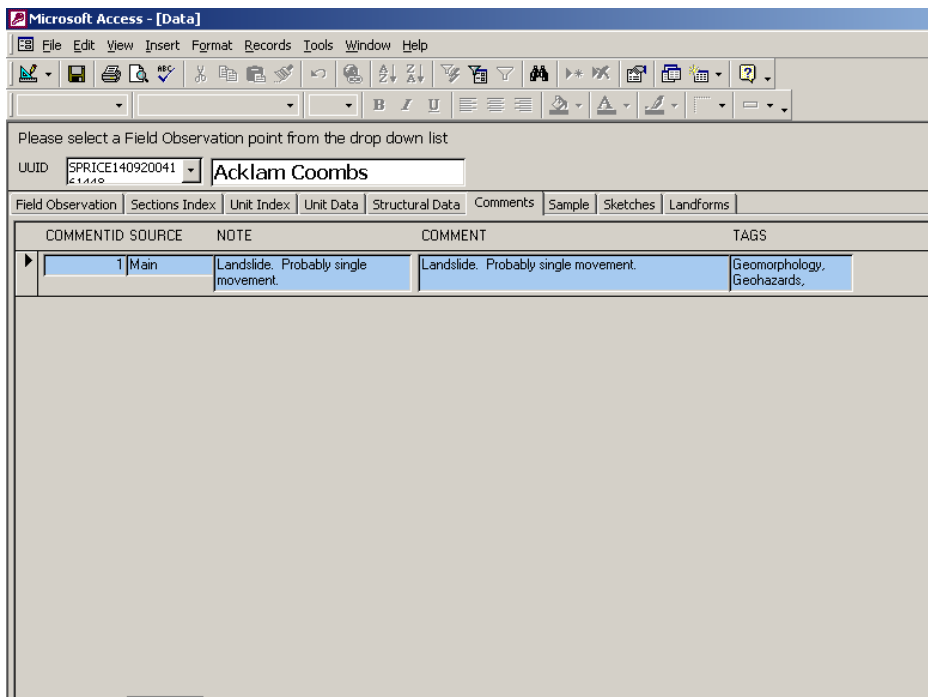 Microsoft Access - [Data]
File Edit View Insert Format Records Tools Window Help
B I U
Please select a Field Observation point from the drop down list
UUID SPRICE140920041 Acklam Coombs
Field Observation Sections Index Unit Index Unit Data Structural Data Comments Sample Sketches Landforms
COMMENTID SOURCE NOTE COMMENT TAGS
1 Main Landslide. Probably single Landslide. Probably single movement. Geomorphology,
movement. Geohazards,